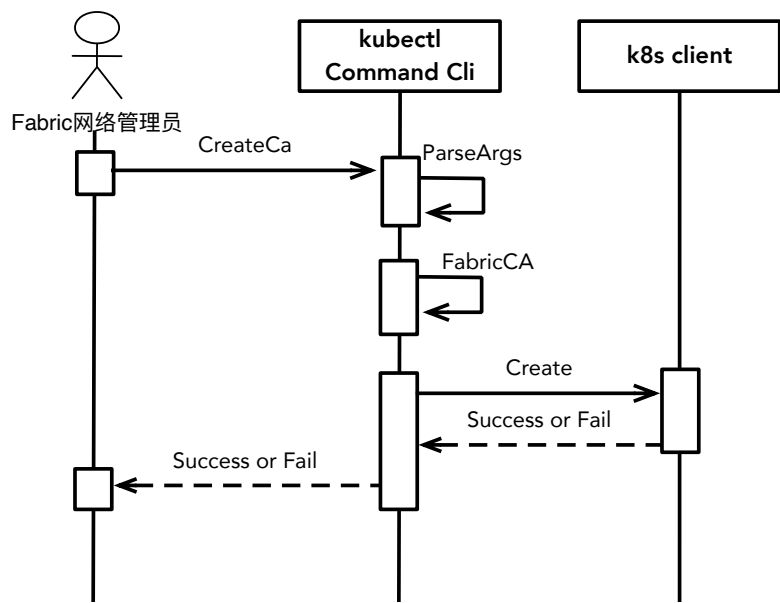 kubectl
Command Cli
k8s client
Fabric网络管理员
CreateCa
ParseArgs
FabricCA
Create
Success or Fail
Success or Fail